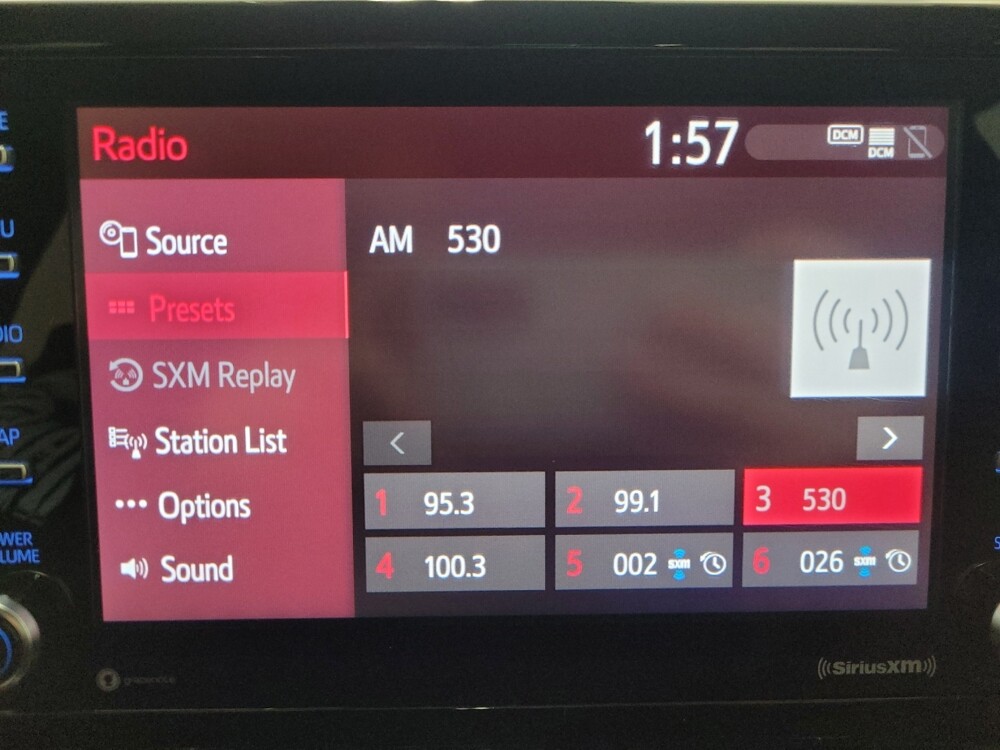 Radio 1:57 DCM DCM
Source
AM 530
Presets
SXM Replay
Station List
Options
Sound
< >
1 95.3 2 99.1 3 530
4 100.3 5 002 sxm 6 026 sxm
gracenote
((SiriusXM))